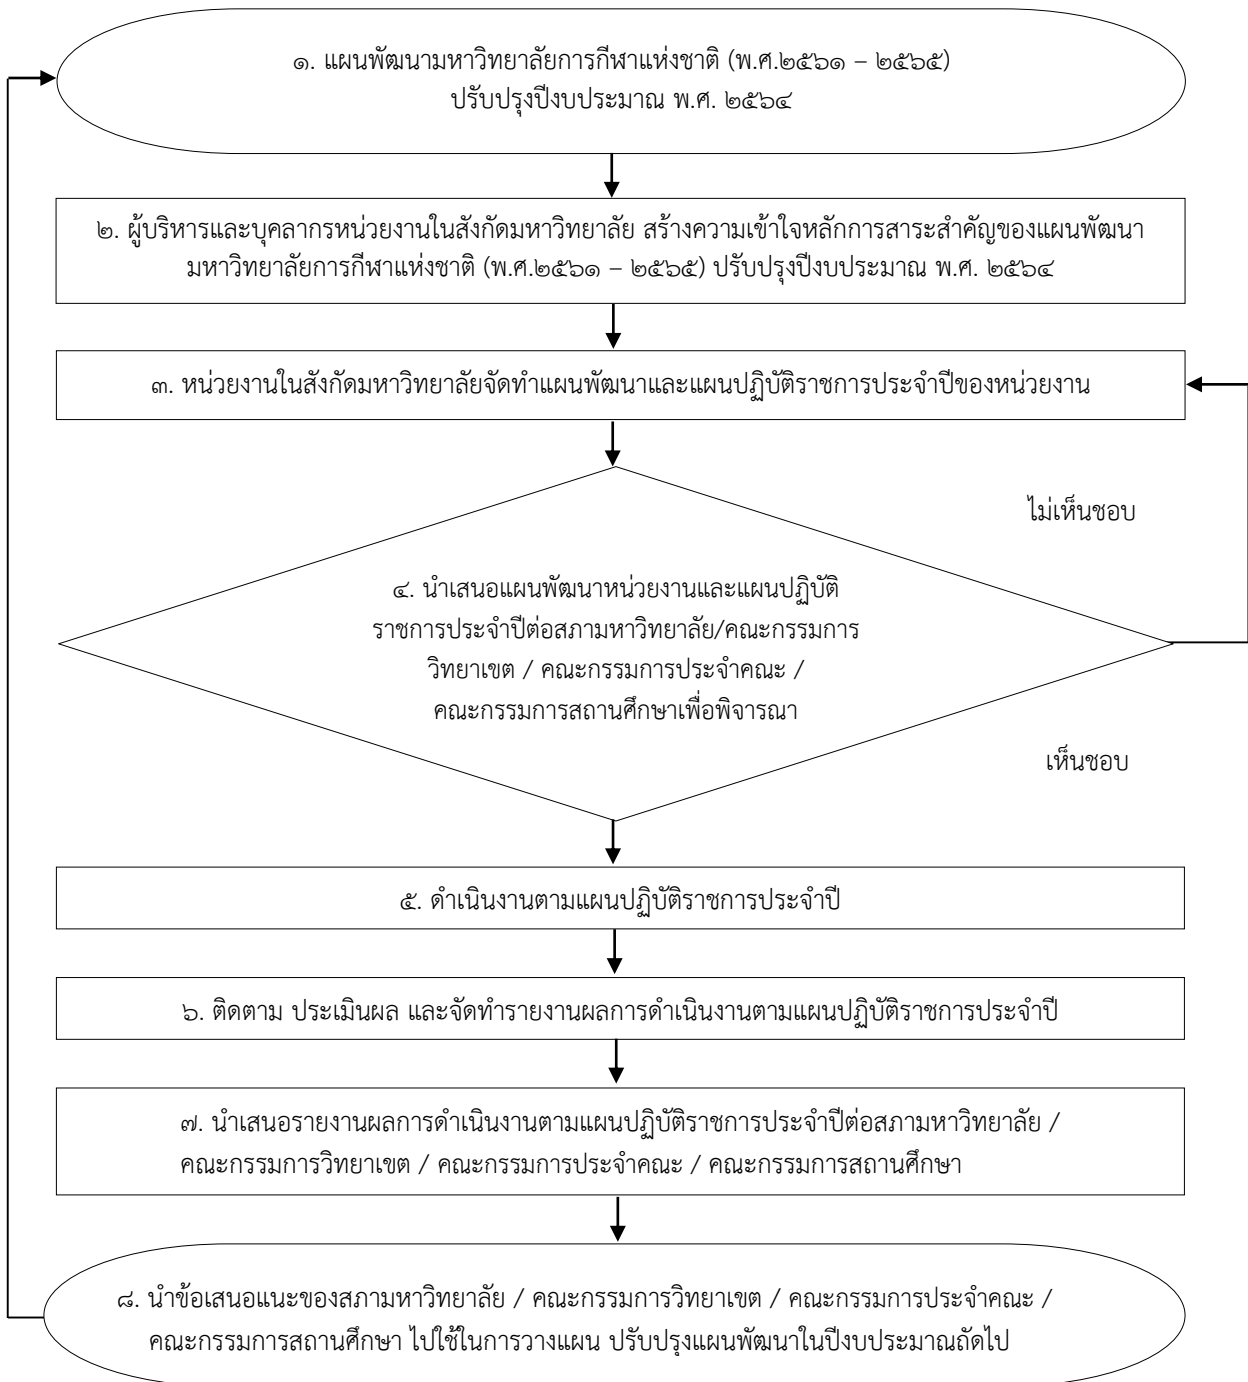 ๑. แผนพัฒนามหาวิทยาลัยการกีฬาแห่งชาติ (พ.ศ.๒๕๖๑ – ๒๕๖๕)
ปรับปรุงปีงบประมาณ พ.ศ. ๒๕๖๔
๒. ผู้บริหารและบุคลากรหน่วยงานในสังกัดมหาวิทยาลัย สร้างความเข้าใจหลักการสาระสำคัญของแผนพัฒนา
มหาวิทยาลัยการกีฬาแห่งชาติ (พ.ศ.๒๕๖๑ – ๒๕๖๕) ปรับปรุงปีงบประมาณ พ.ศ. ๒๕๖๔
๓. หน่วยงานในสังกัดมหาวิทยาลัยจัดทำแผนพัฒนาและแผนปฏิบัติราชการประจำปีของหน่วยงาน
ไม่เห็นชอบ
๔. นำเสนอแผนพัฒนาหน่วยงานและแผนปฏิบัติ
ราชการประจำปีต่อสภามหาวิทยาลัย/คณะกรรมการ
วิทยาเขต / คณะกรรมการประจำคณะ /
คณะกรรมการสถานศึกษาเพื่อพิจารณา
เห็นชอบ
๕. ดำเนินงานตามแผนปฏิบัติราชการประจำปี
๖. ติดตาม ประเมินผล และจัดทำรายงานผลการดำเนินงานตามแผนปฏิบัติราชการประจำปี
๗. นำเสนอรายงานผลการดำเนินงานตามแผนปฏิบัติราชการประจำปีต่อสภามหาวิทยาลัย /
คณะกรรมการวิทยาเขต / คณะกรรมการประจำคณะ / คณะกรรมการสถานศึกษา
๘. นำข้อเสนอแนะของสภามหาวิทยาลัย / คณะกรรมการวิทยาเขต / คณะกรรมการประจำคณะ /
คณะกรรมการสถานศึกษา ไปใช้ในการวางแผน ปรับปรุงแผนพัฒนาในปีงบประมาณถัดไป